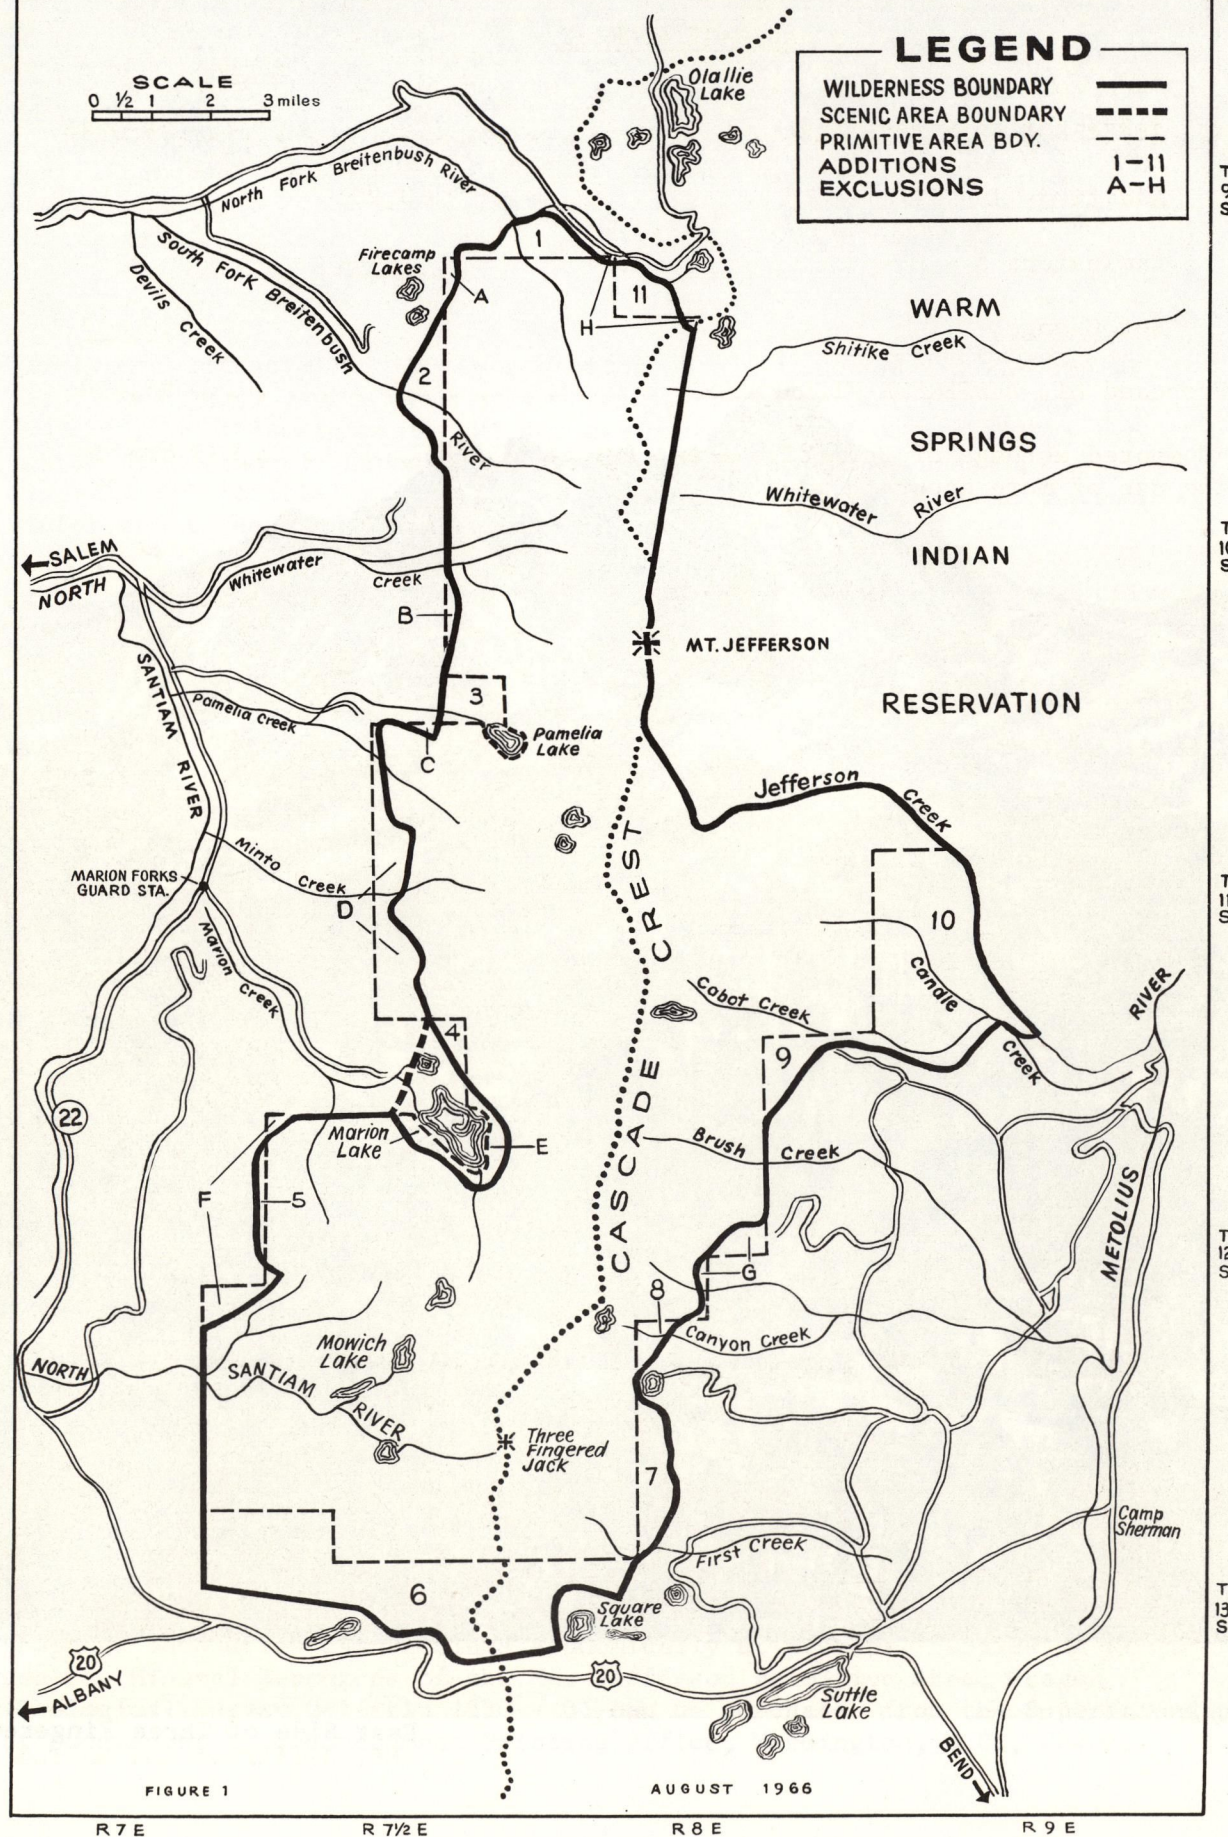 SCALE
0 ½ 1 2 3 miles
LEGEND
WILDERNESS BOUNDARY
SCENIC AREA BOUNDARY
PRIMITIVE AREA BDY.
ADDITIONS 1-11
EXCLUSIONS A-H
Olallie
Lake
North Fork Breitenbush River
South Fork Breitenbush
River
Devils Creek
Firecamp
Lakes
1
A
11
H
2
WARM
Shitike Creek
SPRINGS
Whitewater River
INDIAN
SALEM
NORTH
SANTIAM
RIVER
Whitewater
Creek
B
MT. JEFFERSON
RESERVATION
3
Pamelia Creek
Pamelia
Lake
C
Jefferson
Creek
Minto
Creek
MARION FORKS
GUARD STA.
D
Marion
Creek
CASCADE CREST
10
Candle
Creek
Cabot Creek
RIVER
4
9
22
Marion
Lake
E
Brush Creek
METOLIUS
F
5
G
8
Canyon Creek
Mowich
Lake
NORTH
SANTIAM
RIVER
Three
Fingered
Jack
7
Camp
Sherman
First Creek
6
Square
Lake
20
ALBANY
20
Suttle
Lake
BEND
FIGURE 1
AUGUST 1966
R 7 E
R 7½ E
R 8 E
R 9 E
T
10
S
T
11
S
T
12
S
T
13
S